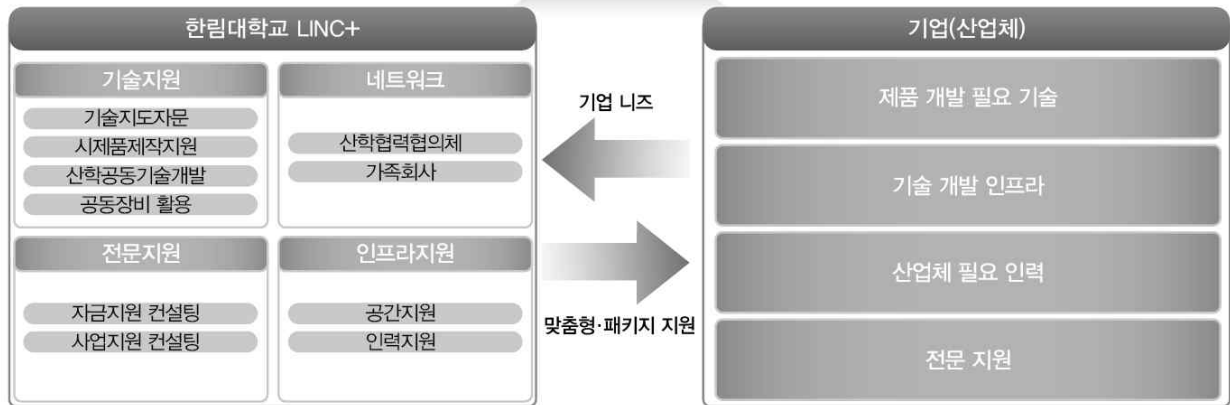 한림대학교 LINC+
기술지원
기술지도자문
시제품제작지원
산학공동기술개발
공동장비 활용
네트워크
산학협력협의체
가족회사
전문지원
자금지원 컨설팅
사업지원 컨설팅
인프라지원
공간지원
인력지원
기업 니즈
맞춤형·패키지 지원
기업(산업체)
제품 개발 필요 기술
기술 개발 인프라
산업체 필요 인력
전문 지원